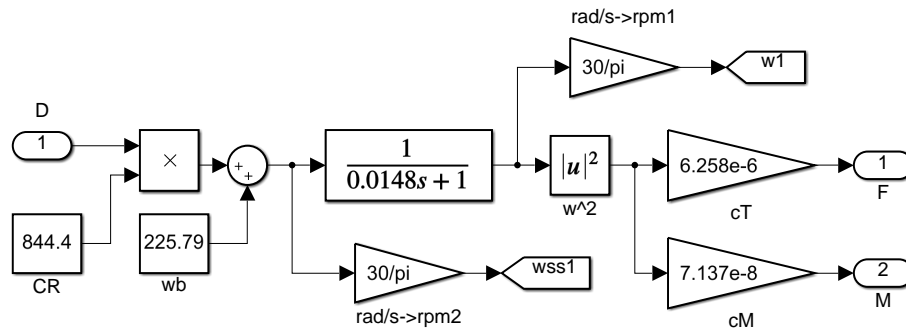 rad/s->rpm1
30/pi
w1
D
1
×
+
+
1
0.0148s + 1
|u|²
w^2
6.258e-6
cT
1
F
844.4
CR
225.79
wb
30/pi
rad/s->rpm2
wss1
7.137e-8
cM
2
M